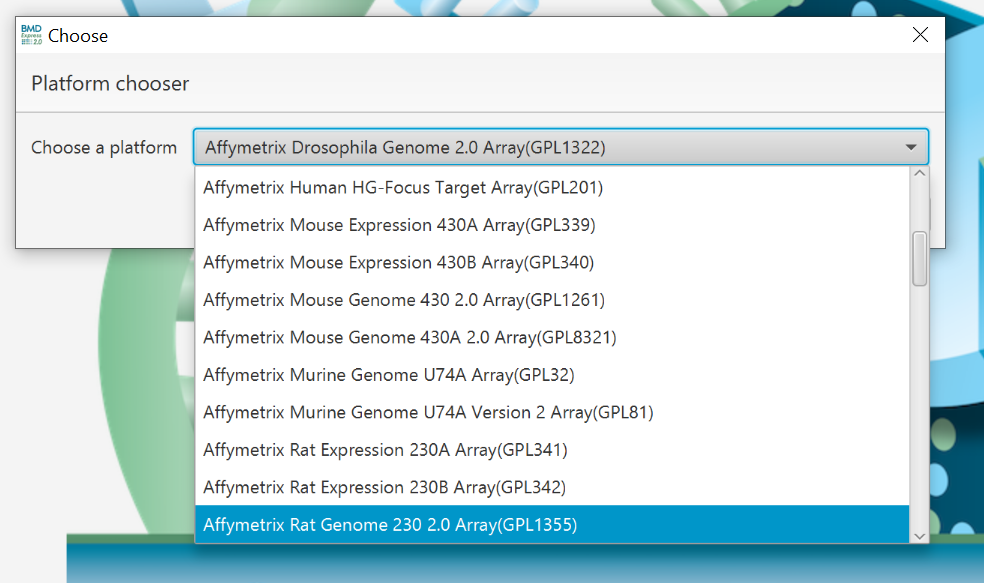 BMD
Express
2.0
Choose
Platform chooser
Choose a platform
Affymetrix Drosophila Genome 2.0 Array(GPL1322)
Affymetrix Human HG-Focus Target Array(GPL201)
Affymetrix Mouse Expression 430A Array(GPL339)
Affymetrix Mouse Expression 430B Array(GPL340)
Affymetrix Mouse Genome 430 2.0 Array(GPL1261)
Affymetrix Mouse Genome 430A 2.0 Array(GPL8321)
Affymetrix Murine Genome U74A Array(GPL32)
Affymetrix Murine Genome U74A Version 2 Array(GPL81)
Affymetrix Rat Expression 230A Array(GPL341)
Affymetrix Rat Expression 230B Array(GPL342)
Affymetrix Rat Genome 230 2.0 Array(GPL1355)